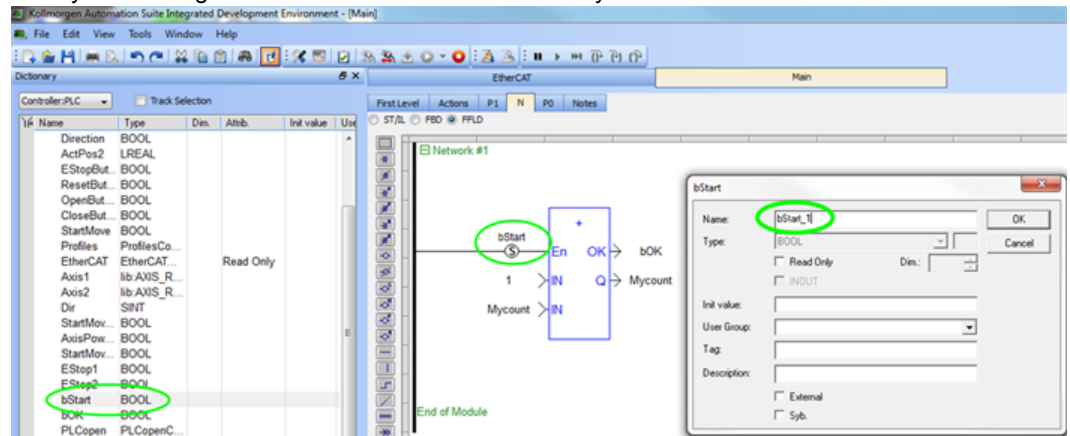 Kollmorgen Automation Suite Integrated Development Environment - [Main]
File Edit View Tools Window Help
Dictionary
EtherCAT Main
Controller:PLC Track Selection
First Level Actions P1 N P0 Notes
ST/IL FBD FFLD
Name Type Dim. Attrib. Init value Use
Direction BOOL
ActPos2 LREAL
EStopBut... BOOL
ResetBut... BOOL
OpenBut... BOOL
CloseBut... BOOL
StartMove BOOL
Profiles ProfilesCo...
EtherCAT EtherCAT... Read Only
Axis1 lib:AXIS_R...
Axis2 lib:AXIS_R...
Dir SINT
StartMov... BOOL
AxisPow... BOOL
StartMov... BOOL
EStop1 BOOL
EStop2 BOOL
bStart BOOL
bOK BOOL
PLCopen PLCopenC...
Network #1
bStart
S
+
En OK bOK
1 IN Q Mycount
Mycount IN
End of Module
bStart
Name: bStart_1 OK
Type: BOOL Cancel
Read Only Dim.:
INOUT
Init value:
User Group:
Tag:
Description:
External
Syb.